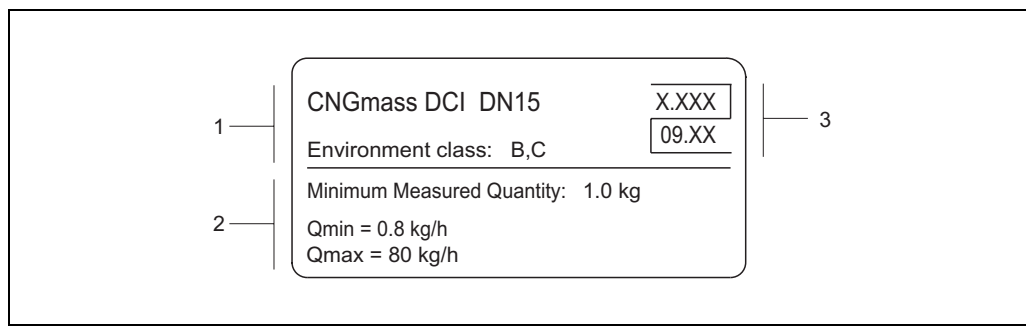 CNGmass DCI DN15
X.XXX
09.XX
Environment class: B,C
Minimum Measured Quantity: 1.0 kg
Qmin = 0.8 kg/h
Qmax = 80 kg/h
1
2
3